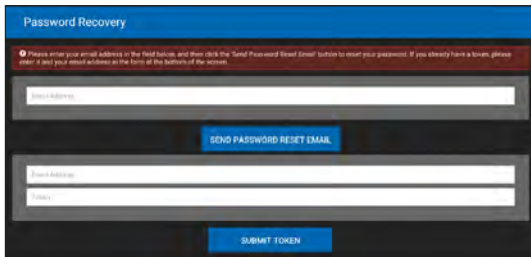 Password Recovery
Please enter your email address in the field below, and then click the 'Send Password Reset Email' button to reset your password. If you already have a token, please
enter it and your email address in the form at the bottom of the screen.
Email Address
SEND PASSWORD RESET EMAIL
Email Address
Token
SUBMIT TOKEN